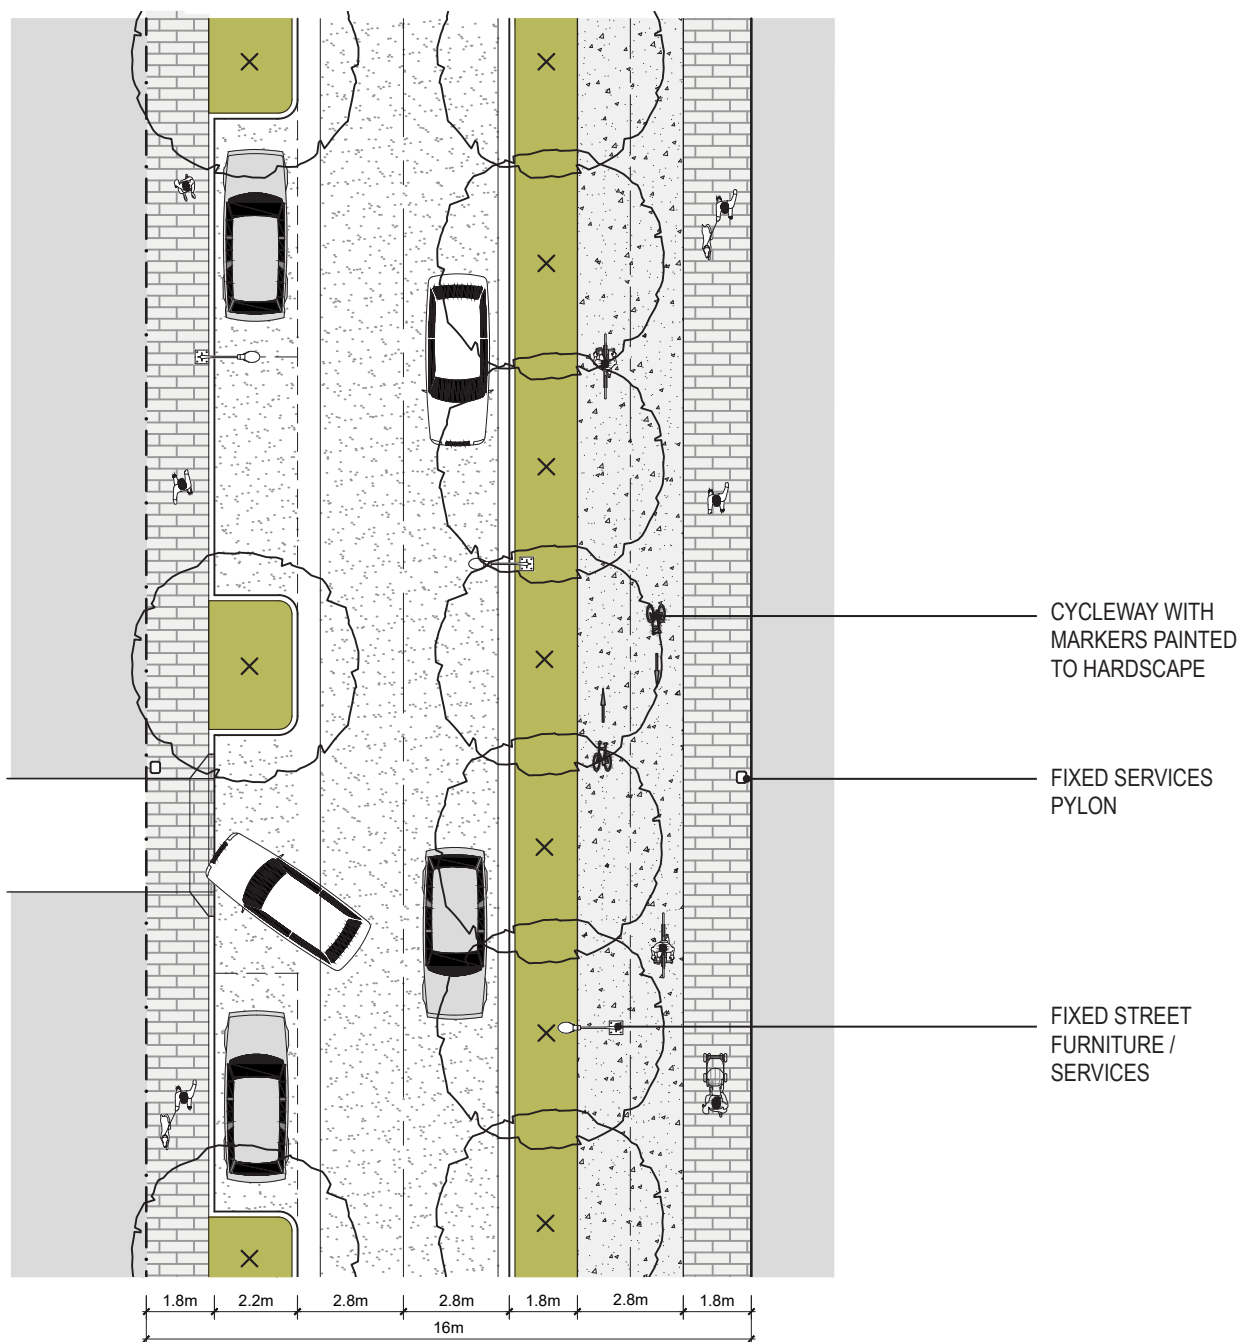 CYCLEWAY WITH
MARKERS PAINTED
TO HARDSCAPE
FIXED SERVICES
PYLON
FIXED STREET
FURNITURE /
SERVICES
1.8m 2.2m 2.8m 2.8m 1.8m 2.8m 1.8m
16m